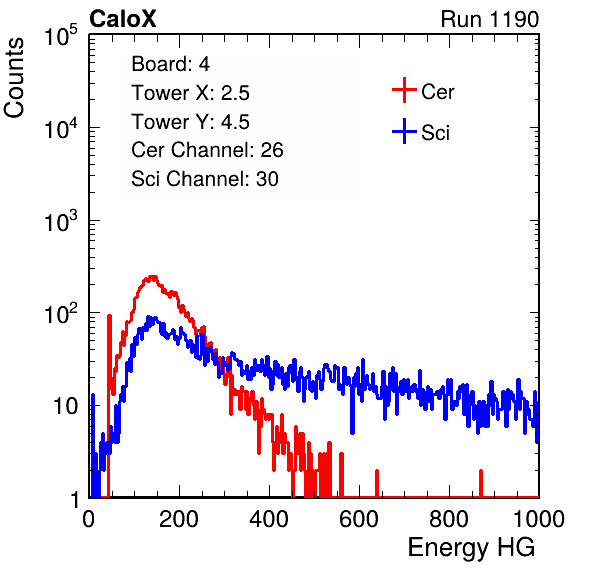 CaloX Run 1190
Counts
Board: 4
Tower X: 2.5
Tower Y: 4.5
Cer Channel: 26
Sci Channel: 30
Cer
Sci
10^5
10^4
10^3
10^2
10
1
0 200 400 600 800 1000
Energy HG